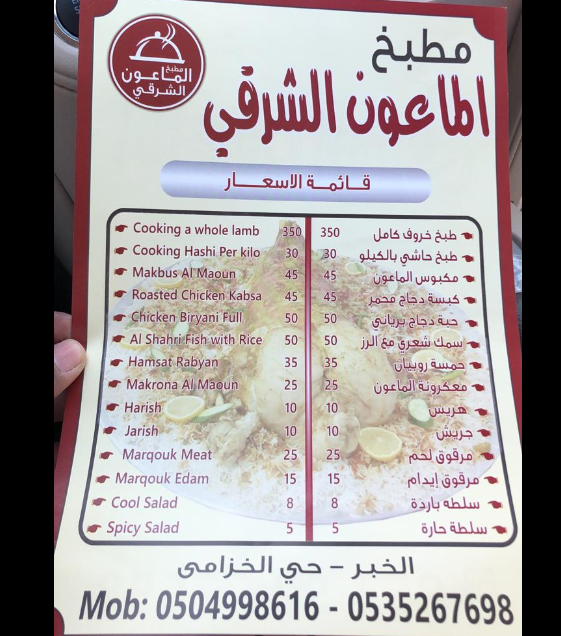 مطبخ
الماعون الشرقي
مطبخ
الماعون
الشرقي
قائمة الاسعار
Cooking a whole lamb 350 350 طبخ خروف كامل
Cooking Hashi Per kilo 30 30 طبخ حاشي بالكيلو
Makbus Al Maoun 45 45 مكبوس الماعون
Roasted Chicken Kabsa 45 45 كبسة دجاج محمر
Chicken Biryani Full 50 50 حبة دجاج برياني
Al Shahri Fish with Rice 50 50 سمك شعري مع الرز
Hamsat Rabyan 35 35 حمسة روبيان
Makrona Al Maoun 25 25 معكرونة الماعون
Harish 10 10 هريس
Jarish 10 10 جريش
Marqouk Meat 25 25 مرقوق لحم
Marqouk Edam 15 15 مرقوق إيدام
Cool Salad 8 8 سلطه باردة
Spicy Salad 5 5 سلطة حارة
الخبر - حي الخزامى
Mob: 0504998616 - 0535267698